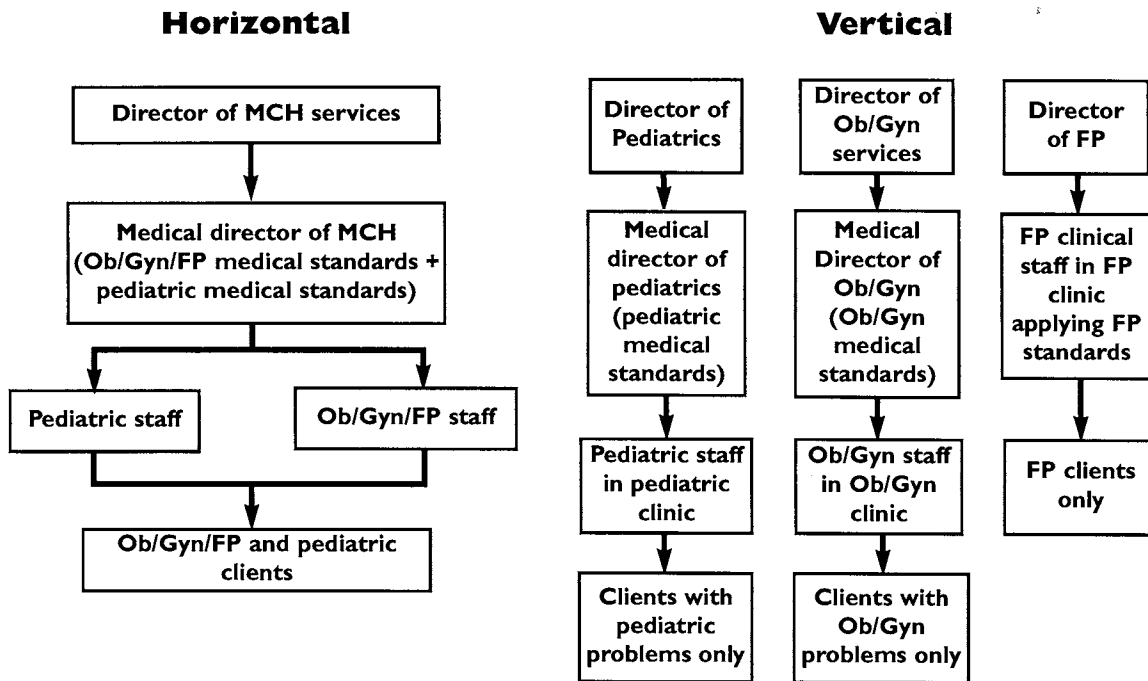 Horizontal
Director of MCH services
Medical director of MCH
(Ob/Gyn/FP medical standards +
pediatric medical standards)
Pediatric staff
Ob/Gyn/FP staff
Ob/Gyn/FP and pediatric
clients
Vertical
Director of
Pediatrics
Medical
director of
pediatrics
(pediatric
medical
standards)
Pediatric staff
in pediatric
clinic
Clients with
pediatric
problems only
Director of
Ob/Gyn
services
Medical
Director of
Ob/Gyn
(Ob/Gyn
medical
standards)
Ob/Gyn staff
in Ob/Gyn
clinic
Clients with
Ob/Gyn
problems only
Director
of FP
FP clinical
staff in FP
clinic
applying FP
standards
FP clients
only